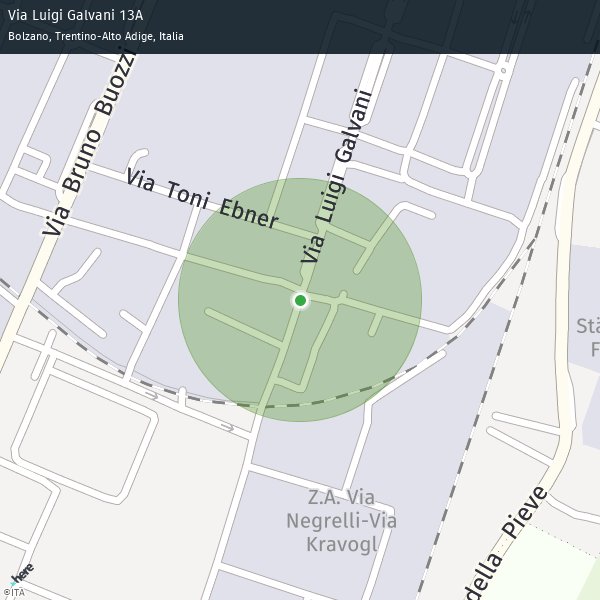 Via Luigi Galvani 13A
Bolzano, Trentino-Alto Adige, Italia
Via Bruno Buozzi
Via Luigi Galvani
Via Toni Ebner
Stä
F
Z.A. Via
Negrelli-Via
Kravogl
della Pieve
here
©ITA